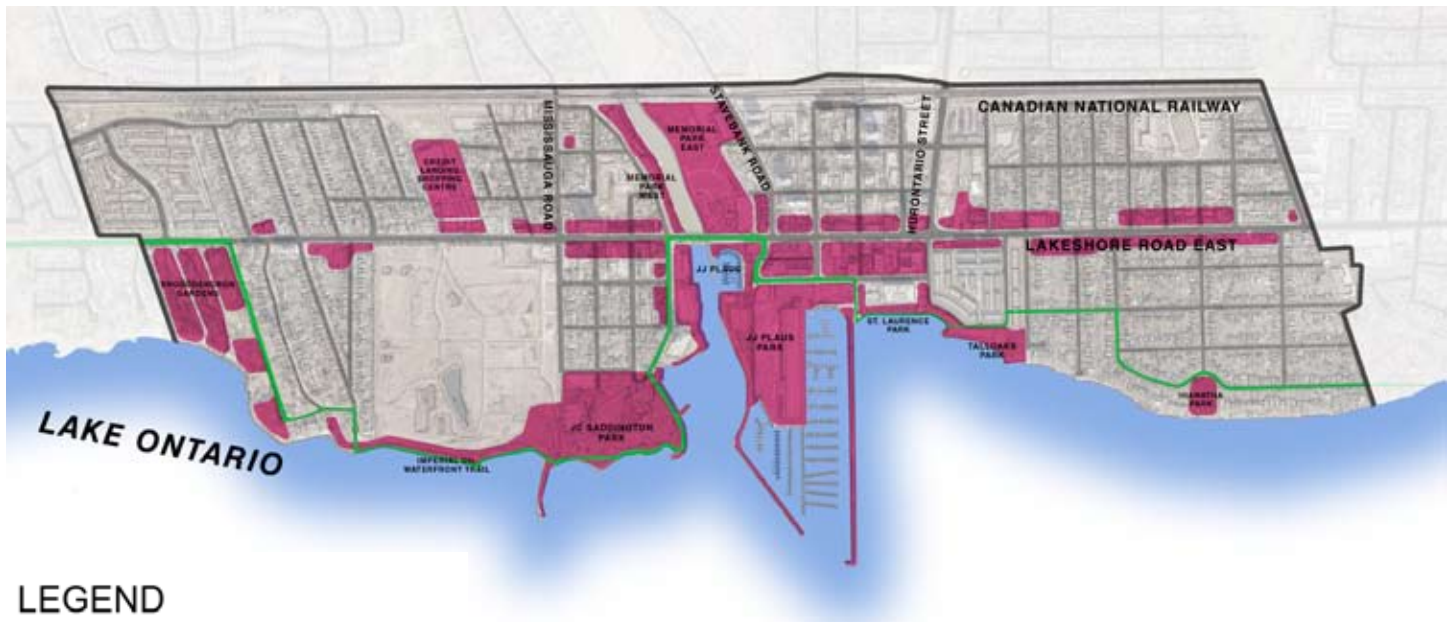 CANADIAN NATIONAL RAILWAY
MISSISSAUGA ROAD
STAVEBANK ROAD
HURONTARIO STREET
MEMORIAL
PARK
EAST
CREDIT
LANDING
SHOPPING
CENTRE
MEMORIAL
PARK
WEST
LAKESHORE ROAD EAST
RHODODENDRON
GARDENS
JJ PLAUS
JJ PLAUS
PARK
ST. LAURENCE
PARK
TALLOAKS
PARK
HIAWATHA
PARK
JC SADDINGTON
PARK
IMPERIAL OIL
WATERFRONT TRAIL
LAKE ONTARIO
LEGEND